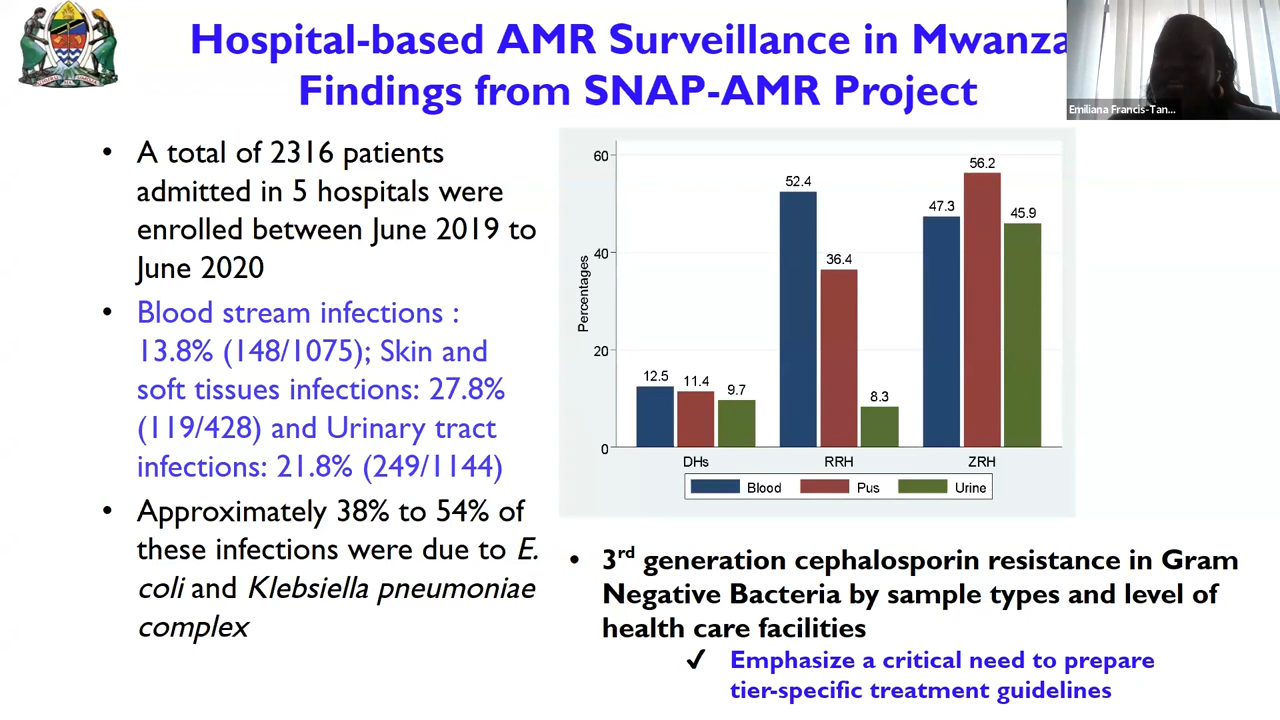 Hospital-based AMR Surveillance in Mwanza
Findings from SNAP-AMR Project
Emiliana Francis-Tan...
• A total of 2316 patients
admitted in 5 hospitals were
enrolled between June 2019 to
June 2020
• Blood stream infections :
13.8% (148/1075); Skin and
soft tissues infections: 27.8%
(119/428) and Urinary tract
infections: 21.8% (249/1144)
• Approximately 38% to 54% of
these infections were due to E.
coli and Klebsiella pneumoniae
complex
Percentages
60
40
20
0
12.5 11.4 9.7
52.4 36.4 8.3
47.3 56.2 45.9
DHs RRH ZRH
Blood Pus Urine
• 3rd generation cephalosporin resistance in Gram
Negative Bacteria by sample types and level of
health care facilities
✓ Emphasize a critical need to prepare
tier-specific treatment guidelines